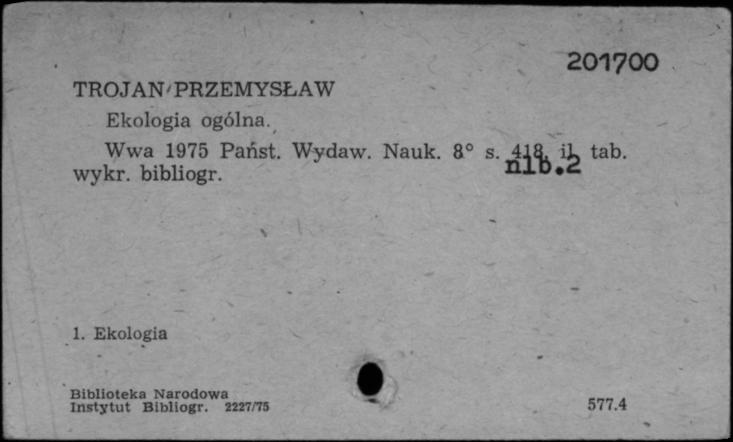 201700
TROJAN PRZEMYSŁAW
Ekologia ogólna.
Wwa 1975 Państ. Wydaw. Nauk. 8° s. 418, il. tab.
nlb.2
wykr. bibliogr.
1. Ekologia
Biblioteka Narodowa
Instytut Bibliogr. 2227/75
577.4